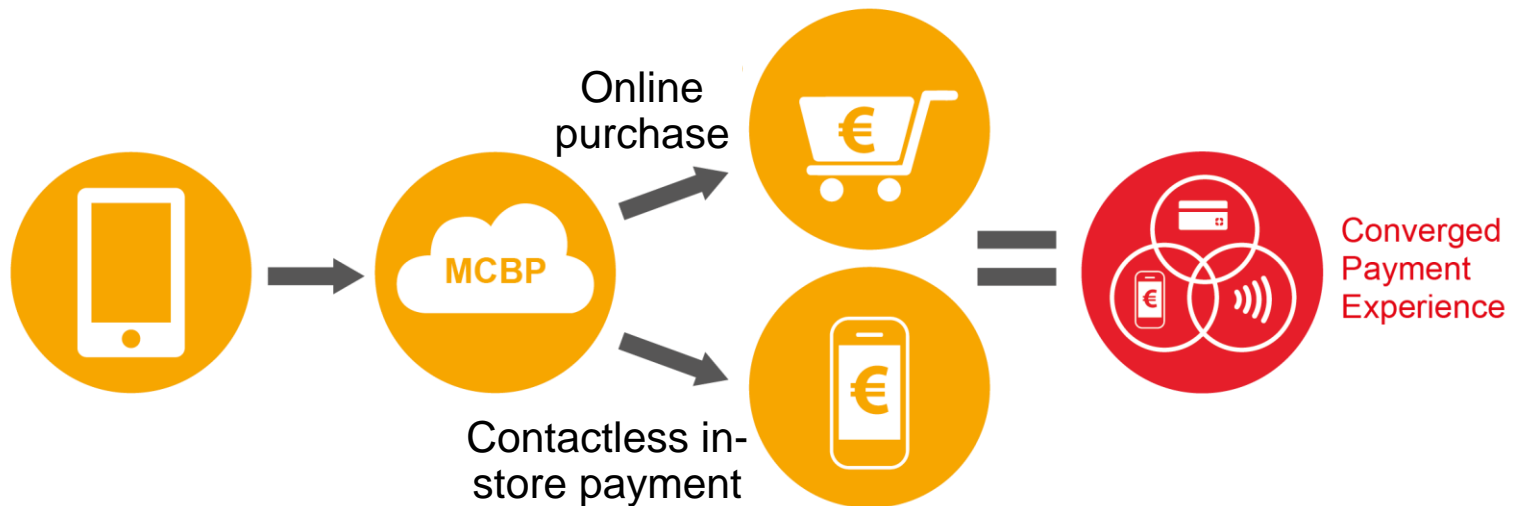 Online
purchase
€
MCBP
Contactless in-
store payment
€
€
Converged
Payment
Experience